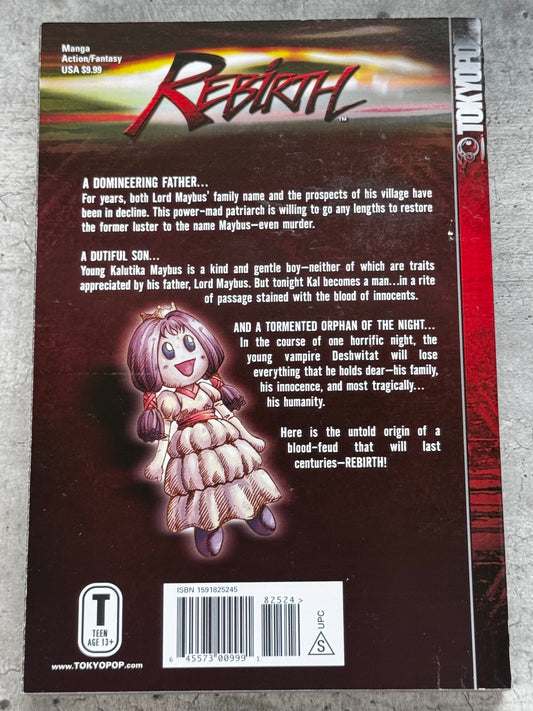 Manga
Action/Fantasy
USA $9.99
REBIRTH
TM
TOKYOPOP
A DOMINEERING FATHER...
For years, both Lord Maybus' family name and the prospects of his village have
been in decline. This power–mad patriarch is willing to go any lengths to restore
the former luster to the name Maybus—even murder.
A DUTIFUL SON...
Young Kalutika Maybus is a kind and gentle boy—neither of which are traits
appreciated by his father, Lord Maybus. But tonight Kal becomes a man...in a rite
of passage stained with the blood of innocents.
AND A TORMENTED ORPHAN OF THE NIGHT...
In the course of one horrific night, the
young vampire Deshwitat will lose
everything that he holds dear—his family,
his innocence, and most tragically...
his humanity.
Here is the untold origin of a
blood–feud that will last
centuries—REBIRTH!
T
TEEN
AGE 13+
www.TOKYOPOP.com
ISBN 1591825245
82524>
6 45573 00999 3
S UPC